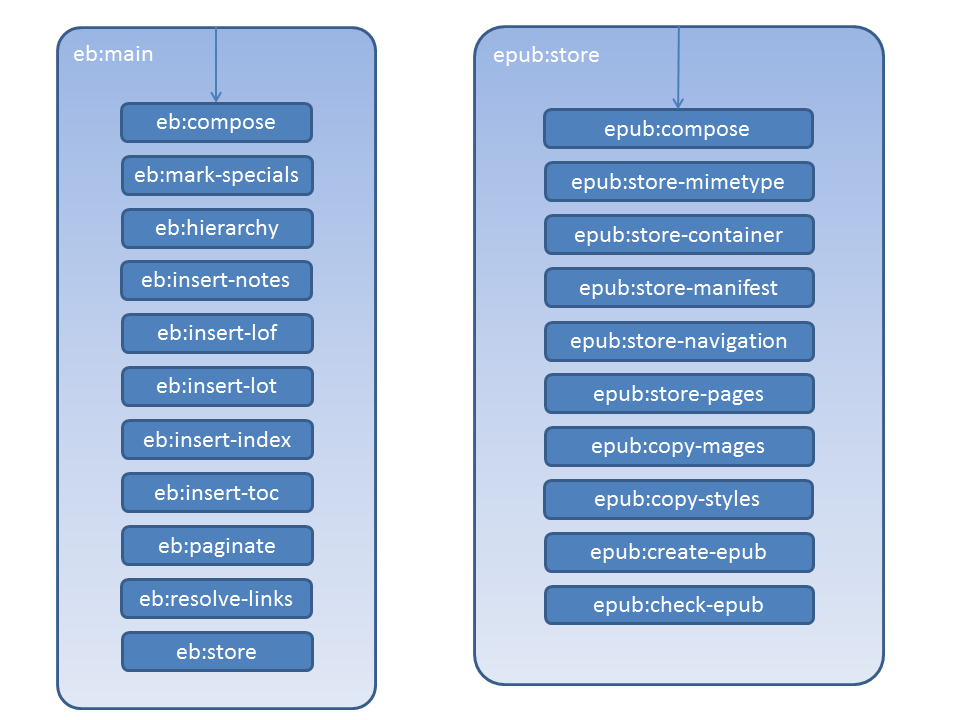 eb:main
eb:compose
eb:mark-specials
eb:hierarchy
eb:insert-notes
eb:insert-lof
eb:insert-lot
eb:insert-index
eb:insert-toc
eb:paginate
eb:resolve-links
eb:store
epub:store
epub:compose
epub:store-mimetype
epub:store-container
epub:store-manifest
epub:store-navigation
epub:store-pages
epub:copy-mages
epub:copy-styles
epub:create-epub
epub:check-epub